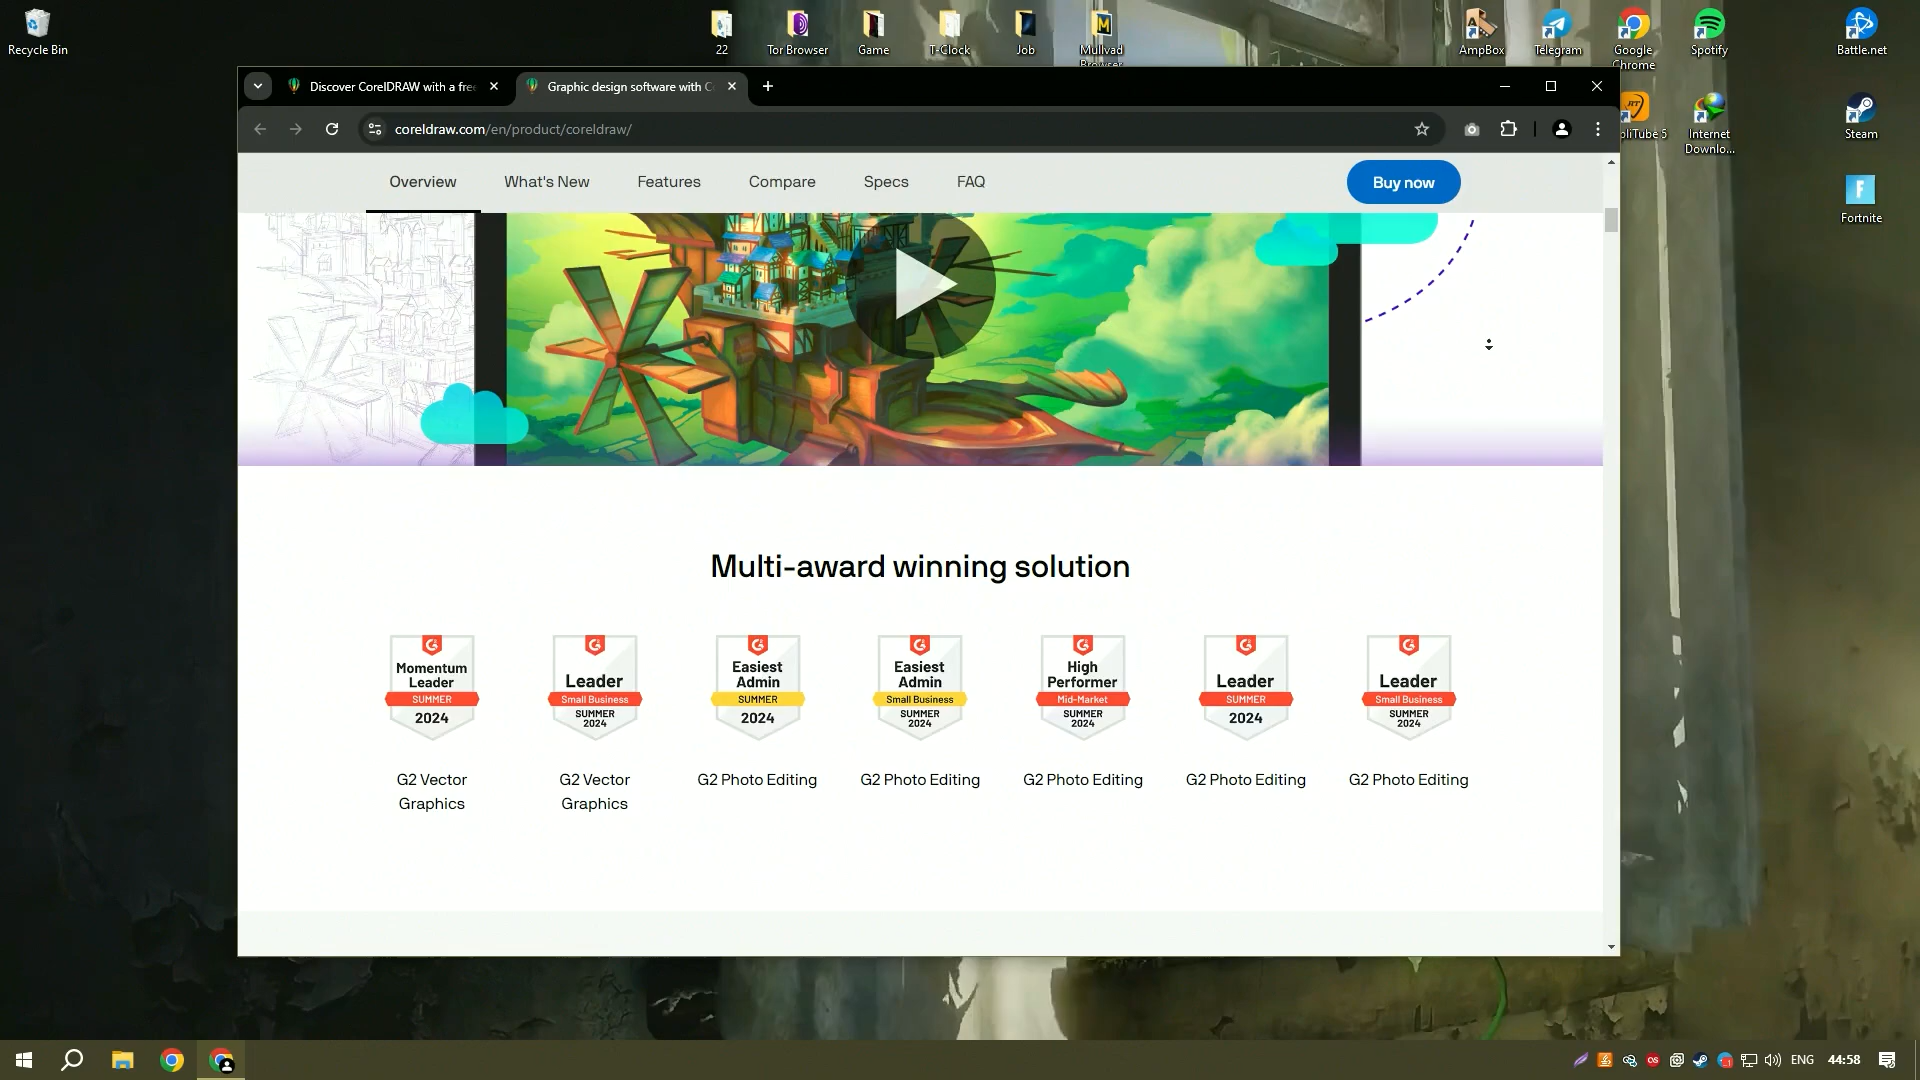 Recycle Bin
22
Tor Browser
Game
T-Clock
Job
Mullvad
Browser
AmpBox
Telegram
Google
Chrome
Spotify
Battle.net
Discover CorelDRAW with a free
Graphic design software with C
coreldraw.com/en/product/coreldraw/
pliTube 5
Internet
Downlo...
Steam
Fortnite
Overview
What's New
Features
Compare
Specs
FAQ
Buy now
Multi-award winning solution
Momentum
Leader
SUMMER
2024
Leader
Small Business
SUMMER
2024
Easiest
Admin
SUMMER
2024
Easiest
Admin
Small Business
SUMMER
2024
High
Performer
Mid-Market
SUMMER
2024
Leader
SUMMER
2024
Leader
Small Business
SUMMER
2024
G2 Vector
Graphics
G2 Vector
Graphics
G2 Photo Editing
G2 Photo Editing
G2 Photo Editing
G2 Photo Editing
G2 Photo Editing
ENG
44:58